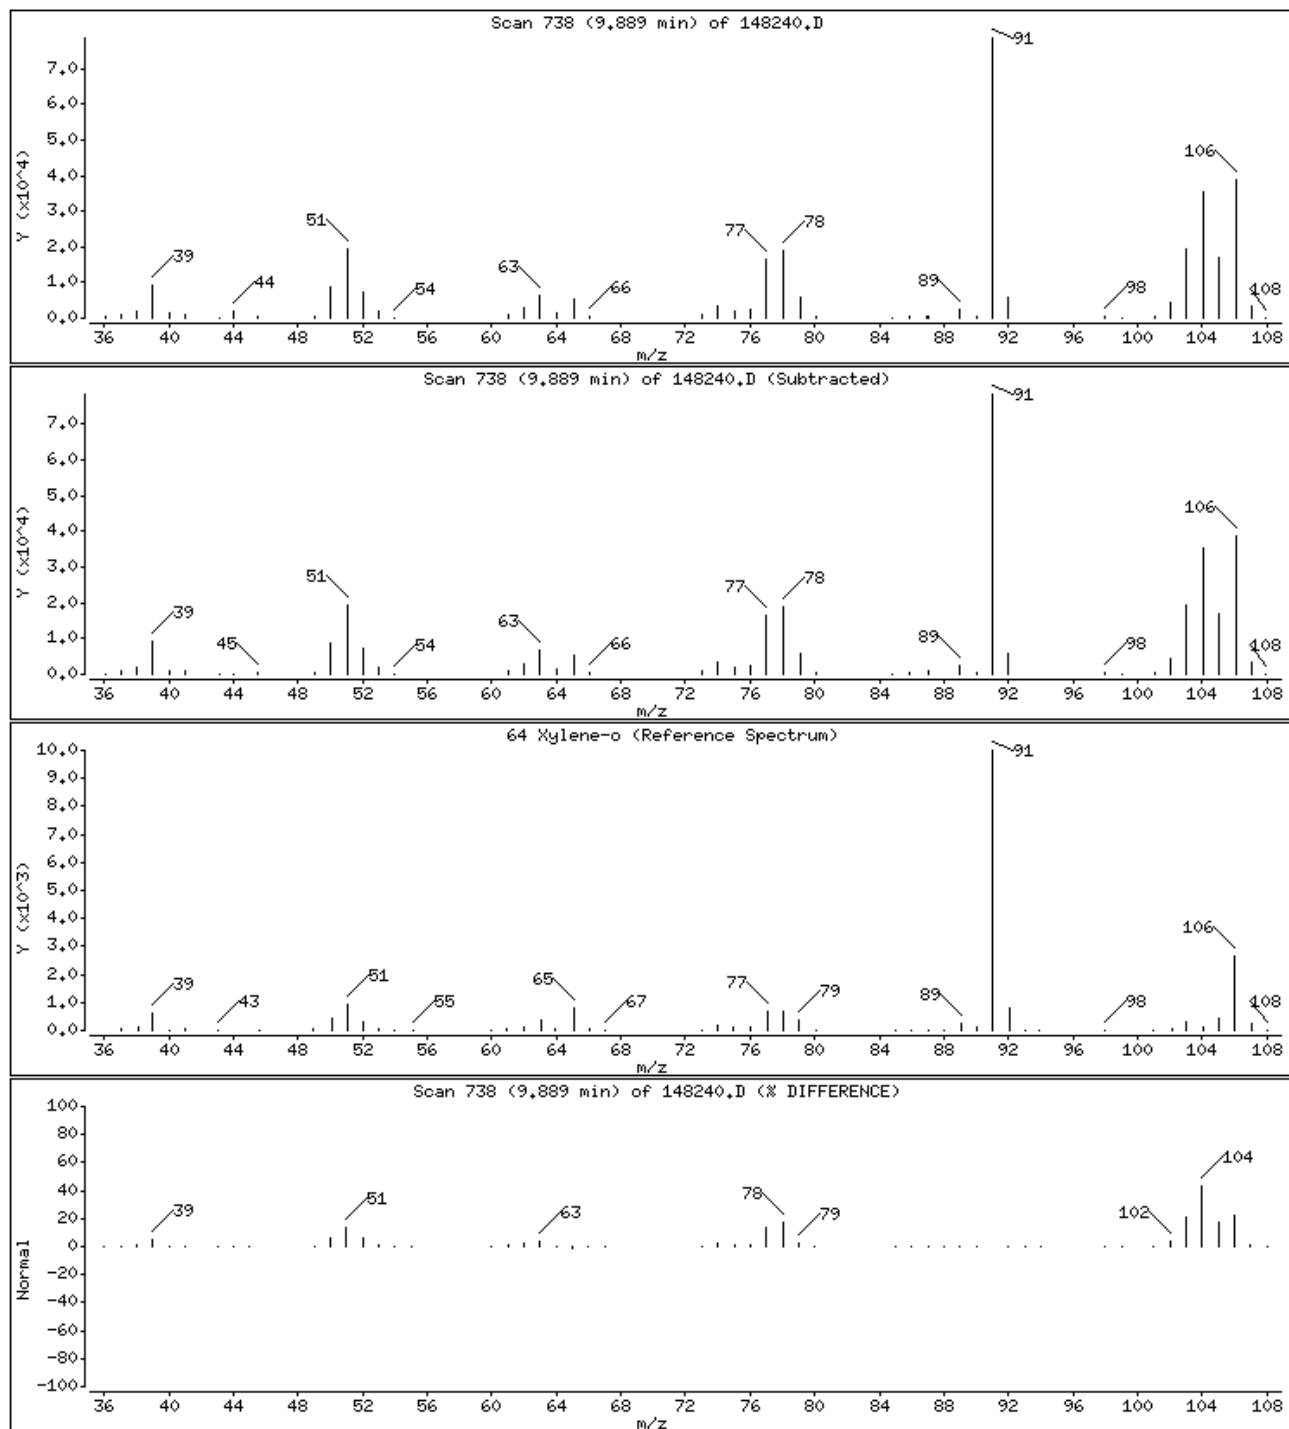 Scan 738 (9.889 min) of 148240.D
Y (x10^4)
7.0
6.0
5.0
4.0
3.0
2.0
1.0
0.0
39 44 51 54 63 66 77 78 89 91 98 106 108
36 40 44 48 52 56 60 64 68 72 76 80 84 88 92 96 100 104 108
m/z
Scan 738 (9.889 min) of 148240.D (Subtracted)
Y (x10^4)
7.0
6.0
5.0
4.0
3.0
2.0
1.0
0.0
39 45 51 54 63 66 77 78 89 91 98 106 108
36 40 44 48 52 56 60 64 68 72 76 80 84 88 92 96 100 104 108
m/z
64 Xylene-o (Reference Spectrum)
Y (x10^3)
10.0
9.0
8.0
7.0
6.0
5.0
4.0
3.0
2.0
1.0
0.0
39 43 51 55 65 67 77 79 89 91 98 106 108
36 40 44 48 52 56 60 64 68 72 76 80 84 88 92 96 100 104 108
m/z
Scan 738 (9.889 min) of 148240.D (% DIFFERENCE)
Normal
100
80
60
40
20
0
-20
-40
-60
-80
-100
39 51 63 78 79 102 104
36 40 44 48 52 56 60 64 68 72 76 80 84 88 92 96 100 104 108
m/z